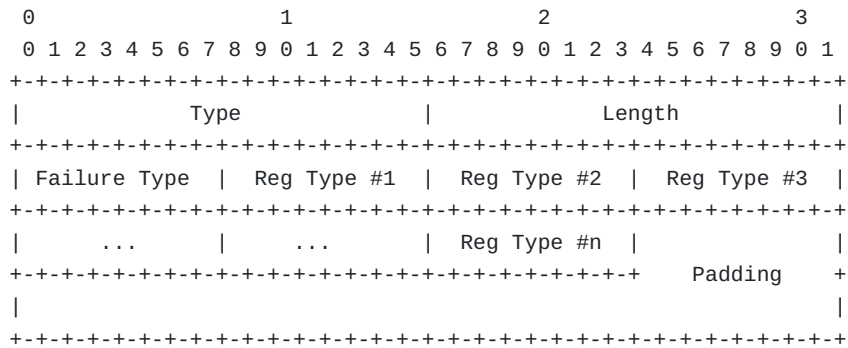 0                   1                   2                   3
 0 1 2 3 4 5 6 7 8 9 0 1 2 3 4 5 6 7 8 9 0 1 2 3 4 5 6 7 8 9 0 1
+-+-+-+-+-+-+-+-+-+-+-+-+-+-+-+-+-+-+-+-+-+-+-+-+-+-+-+-+-+-+-+-+
|             Type              |             Length            |
+-+-+-+-+-+-+-+-+-+-+-+-+-+-+-+-+-+-+-+-+-+-+-+-+-+-+-+-+-+-+-+-+
| Failure Type  |  Reg Type #1  |  Reg Type #2  |  Reg Type #3  |
+-+-+-+-+-+-+-+-+-+-+-+-+-+-+-+-+-+-+-+-+-+-+-+-+-+-+-+-+-+-+-+-+
|      ...      |     ...       |  Reg Type #n  |               |
+-+-+-+-+-+-+-+-+-+-+-+-+-+-+-+-+-+-+-+-+-+-+-+-+    Padding    +
|                                                               |
+-+-+-+-+-+-+-+-+-+-+-+-+-+-+-+-+-+-+-+-+-+-+-+-+-+-+-+-+-+-+-+-+